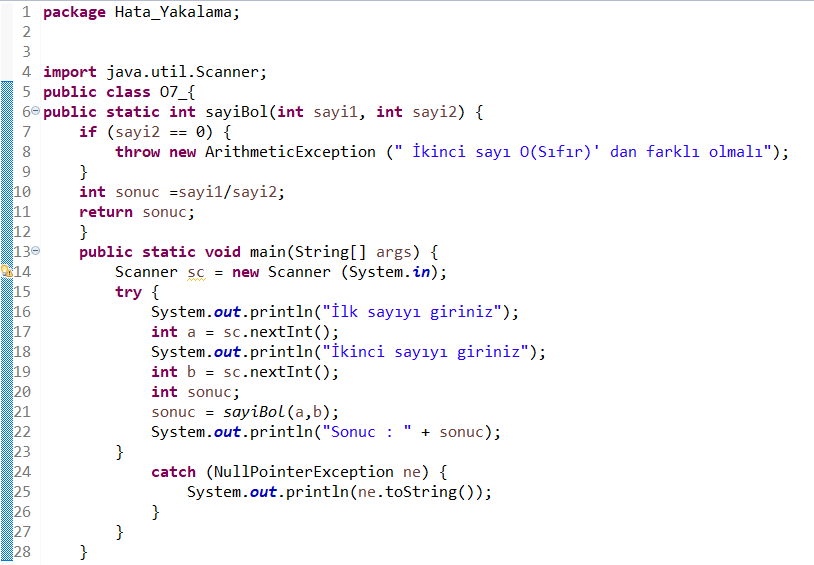 1 package Hata_Yakalama;
2
3
4 import java.util.Scanner;
5 public class O7_{
6 public static int sayiBol(int sayi1, int sayi2) {
7 if (sayi2 == 0) {
8 throw new ArithmeticException (" İkinci sayı O(Sıfır)' dan farklı olmalı");
9 }
10 int sonuc =sayi1/sayi2;
11 return sonuc;
12 }
13 public static void main(String[] args) {
14 Scanner sc = new Scanner (System.in);
15 try {
16 System.out.println("İlk sayıyı giriniz");
17 int a = sc.nextInt();
18 System.out.println("İkinci sayıyı giriniz");
19 int b = sc.nextInt();
20 int sonuc;
21 sonuc = sayiBol(a,b);
22 System.out.println("Sonuc : " + sonuc);
23 }
24 catch (NullPointerException ne) {
25 System.out.println(ne.toString());
26 }
27 }
28 }